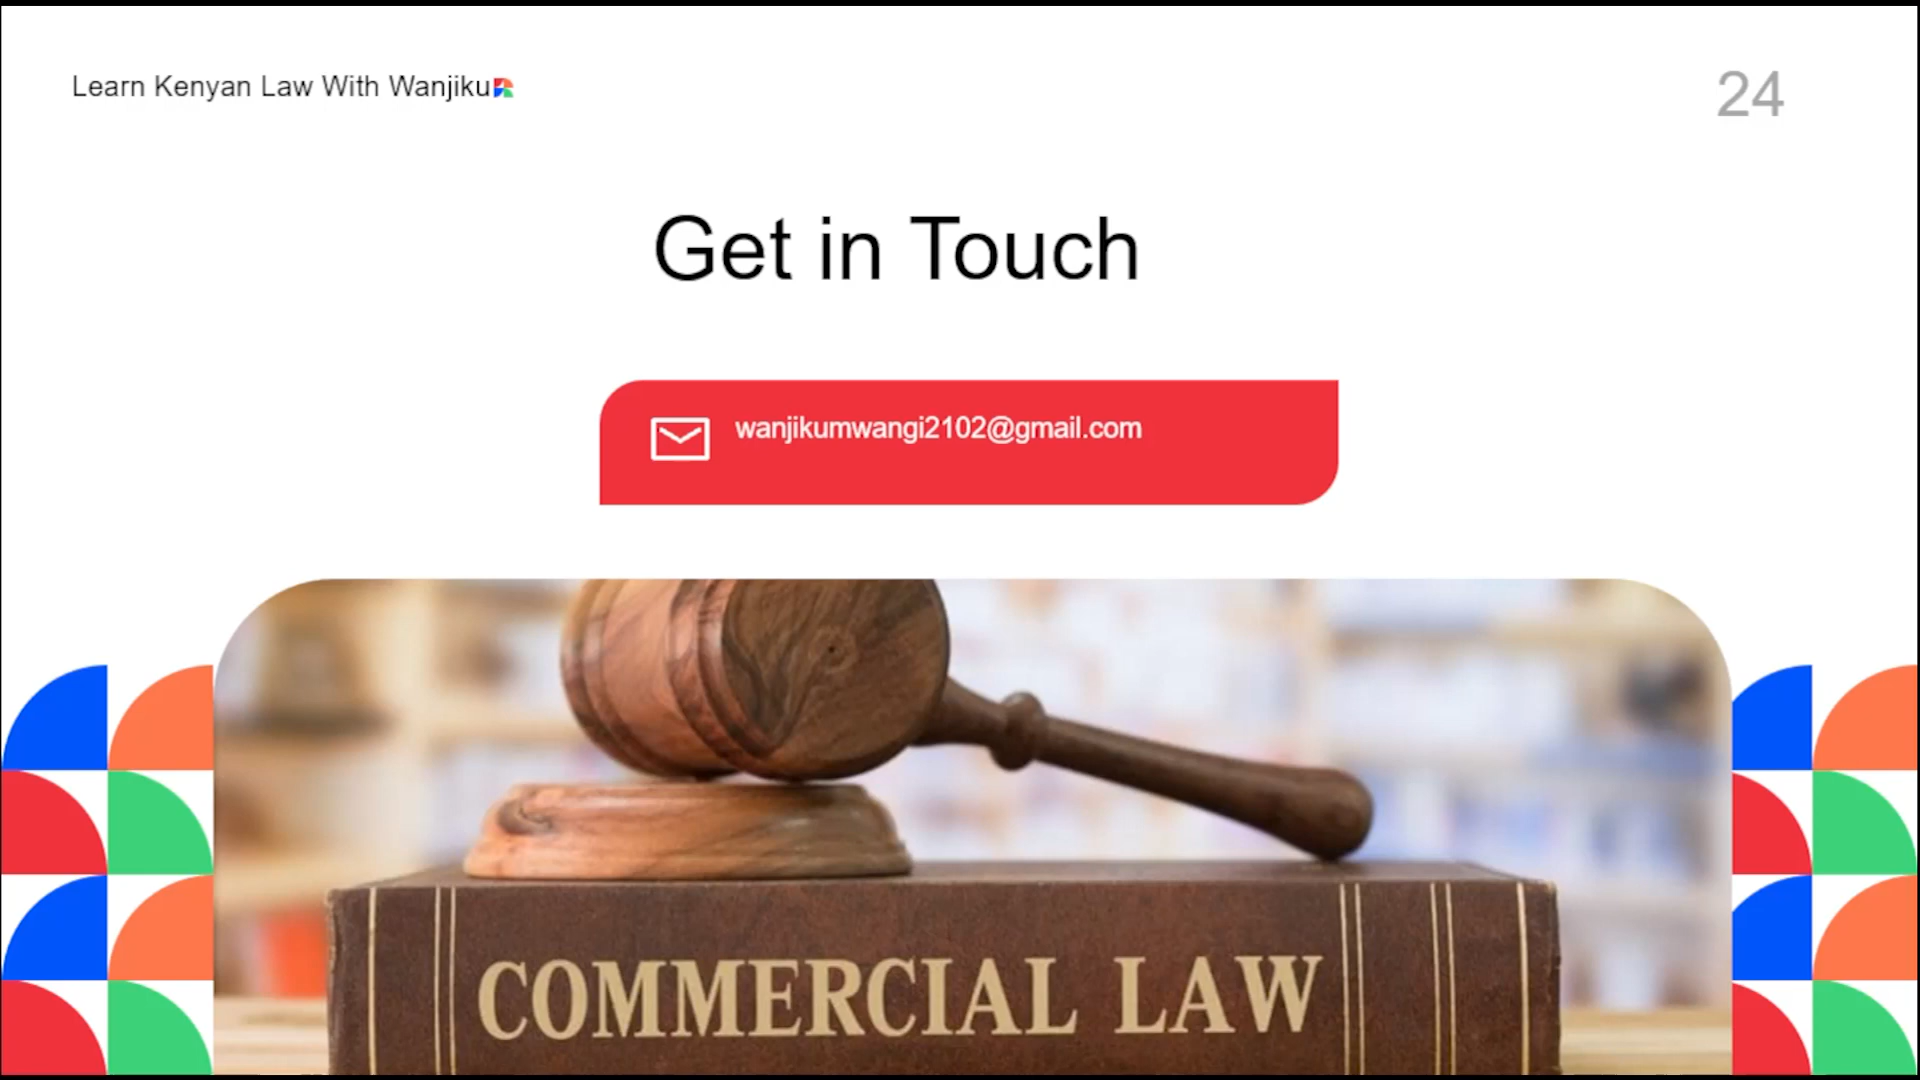 Learn Kenyan Law With Wanjiku
24
Get in Touch
wanjikumwangi2102@gmail.com
COMMERCIAL LAW